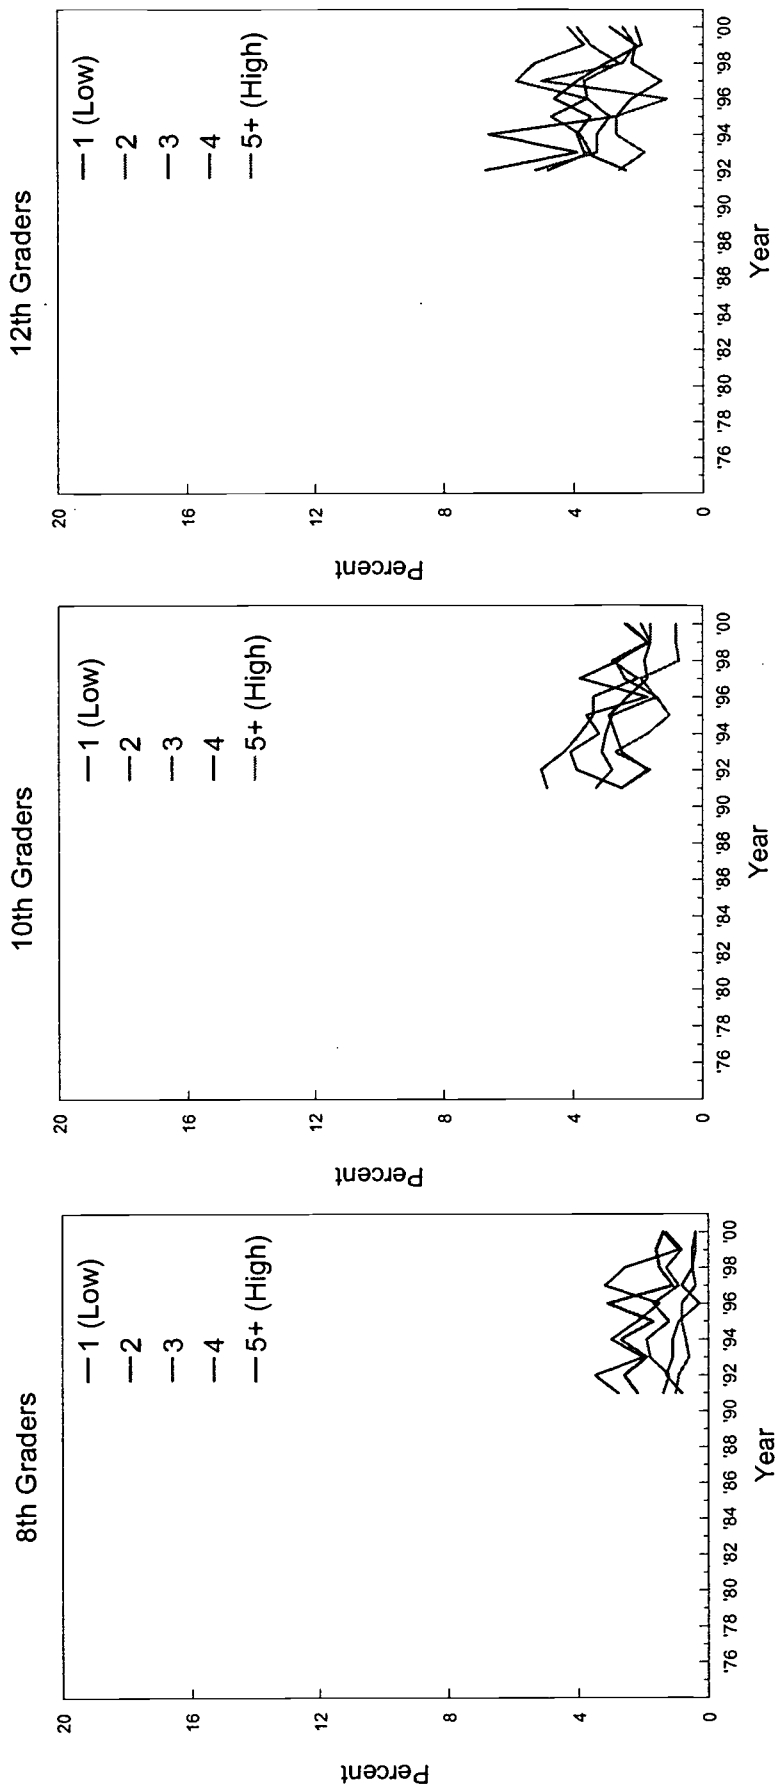 8th Graders
1 (Low)
2
3
4
5+ (High)
Percent
20
16
12
8
4
0
'76 '78 '80 '82 '84 '86 '88 '90 '92 '94 '96 '98 '00
Year
10th Graders
1 (Low)
2
3
4
5+ (High)
Percent
20
16
12
8
4
0
'76 '78 '80 '82 '84 '86 '88 '90 '92 '94 '96 '98 '00
Year
12th Graders
1 (Low)
2
3
4
5+ (High)
Percent
20
16
12
8
4
0
'76 '78 '80 '82 '84 '86 '88 '90 '92 '94 '96 '98 '00
Year